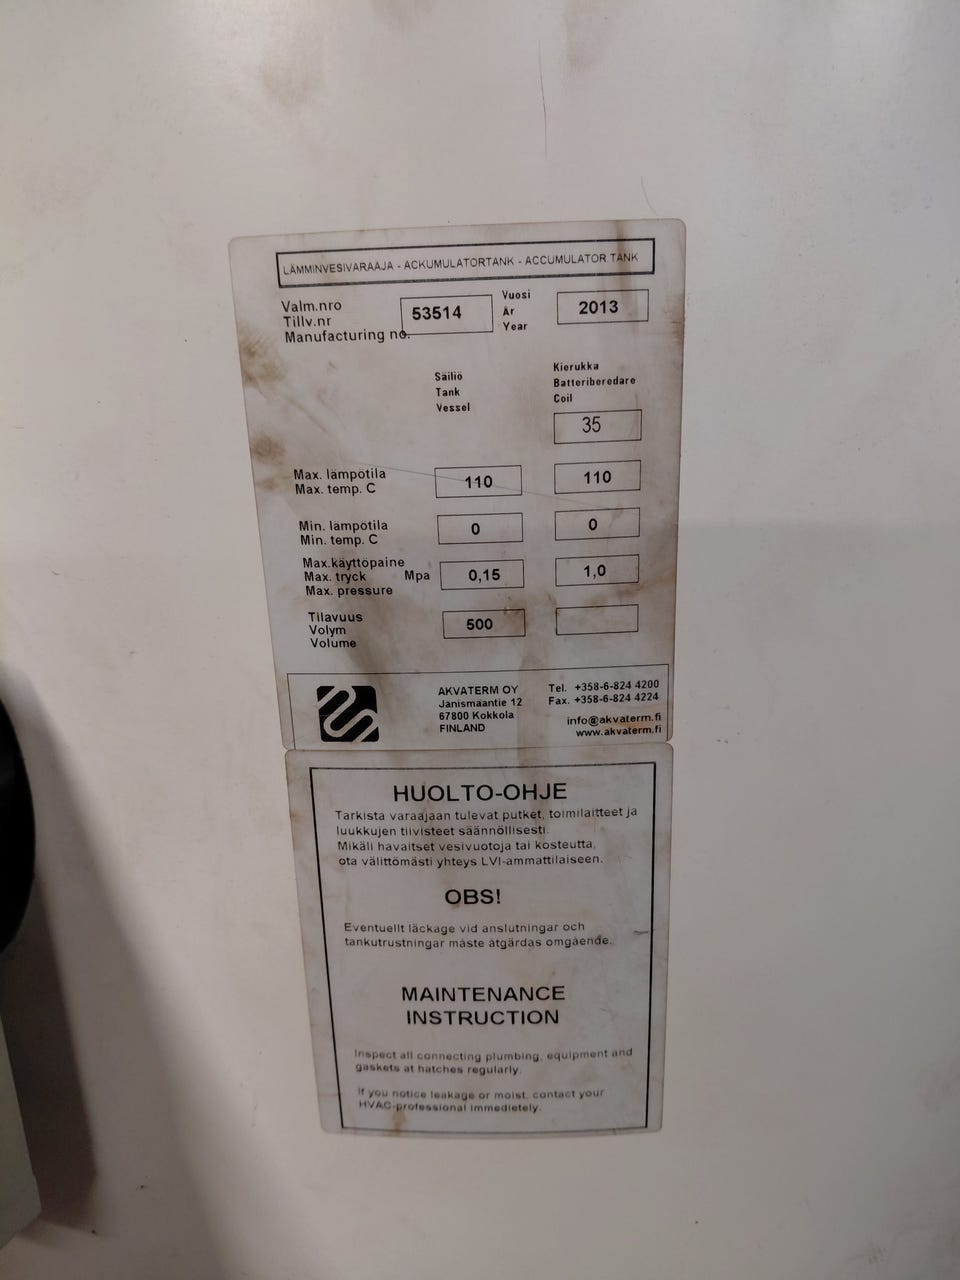 LÄMMINVESIVARAAJA - ACKUMULATORTANK - ACCUMULATOR TANK
Valm.nro
Tillv.nr
Manufacturing no.
53514
Vuosi
År
Year
2013
Säiliö
Tank
Vessel
Kierukka
Batteriberedare
Coil
35
Max. lämpötila
Max. temp. C
110
110
Min. lämpötila
Min. temp. C
0
0
Max.käyttöpaine
Max. tryck Mpa
Max. pressure
0,15
1,0
Tilavuus
Volym
Volume
500
AKVATERM OY
Jänismaantie 12
67800 Kokkola
FINLAND
Tel. +358-6-824 4200
Fax. +358-6-824 4224
info@akvaterm.fi
www.akvaterm.fi
HUOLTO-OHJE
Tarkista varaajaan tulevat putket, toimilaitteet ja
luukkujen tiivisteet säännöllisesti.
Mikäli havaitset vesivuotoja tai kosteutta,
ota välittömästi yhteys LVI-ammattilaiseen.
OBS!
Eventuellt läckage vid anslutningar och
tankutrustningar måste åtgärdas omgående.
MAINTENANCE
INSTRUCTION
Inspect all connecting plumbing, equipment and
gaskets at hatches regularly.
If you notice leakage or moist, contact your
HVAC-professional immediately.